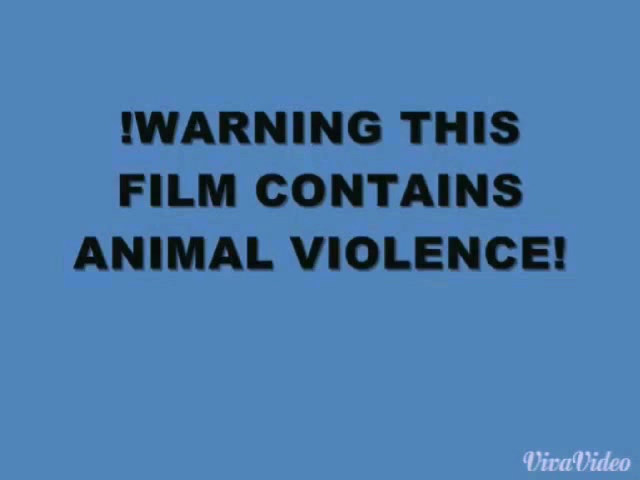 !WARNING THIS
FILM CONTAINS
ANIMAL VIOLENCE!
VivaVideo